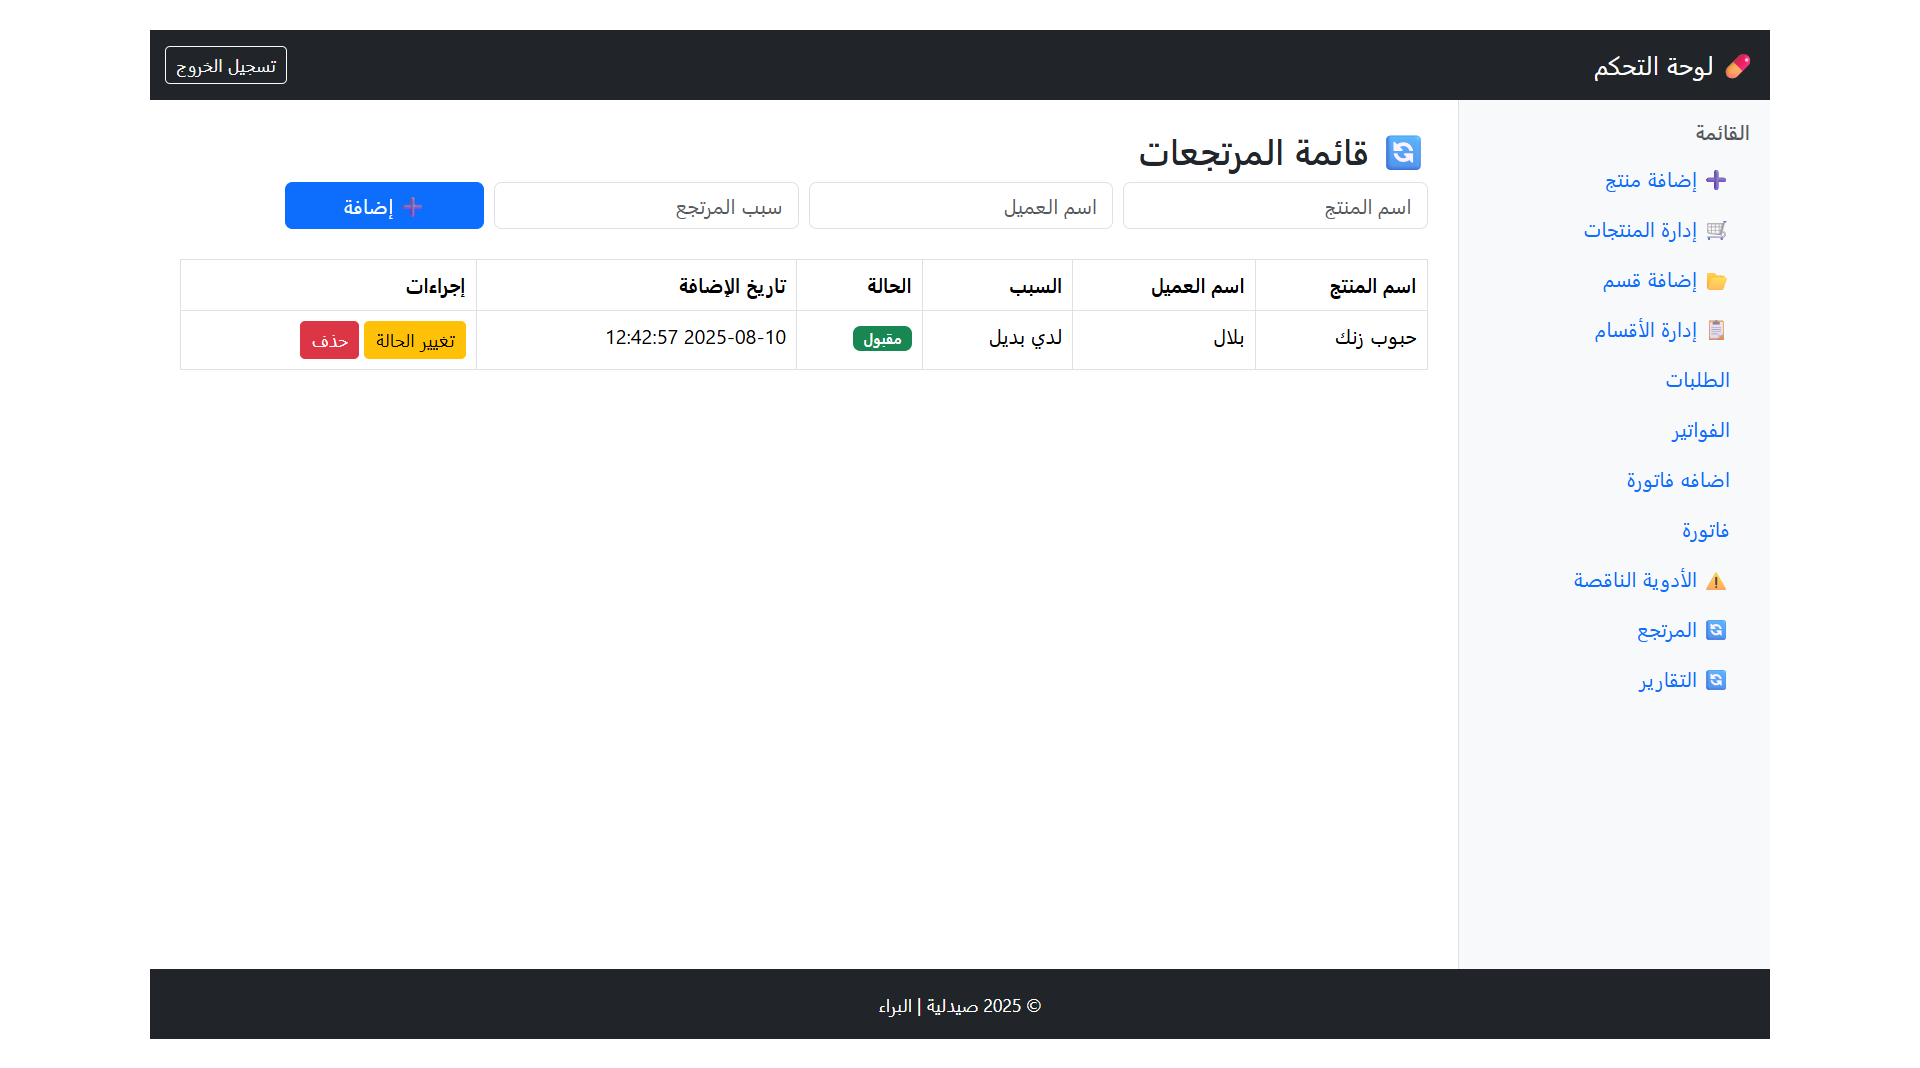 لوحة التحكم
تسجيل الخروج
القائمة
إضافة منتج
إدارة المنتجات
إضافة قسم
إدارة الأقسام
الطلبات
الفواتير
اضافه فاتورة
فاتورة
الأدوية الناقصة
المرتجع
التقارير
قائمة المرتجعات
اسم المنتج اسم العميل سبب المرتجع إضافة
اسم المنتج اسم العميل السبب الحالة تاريخ الإضافة إجراءات
حبوب زنك بلال لدي بديل مقبول 2025-08-10 12:42:57 تغيير الحالة حذف
© 2025 صيدلية | البراء